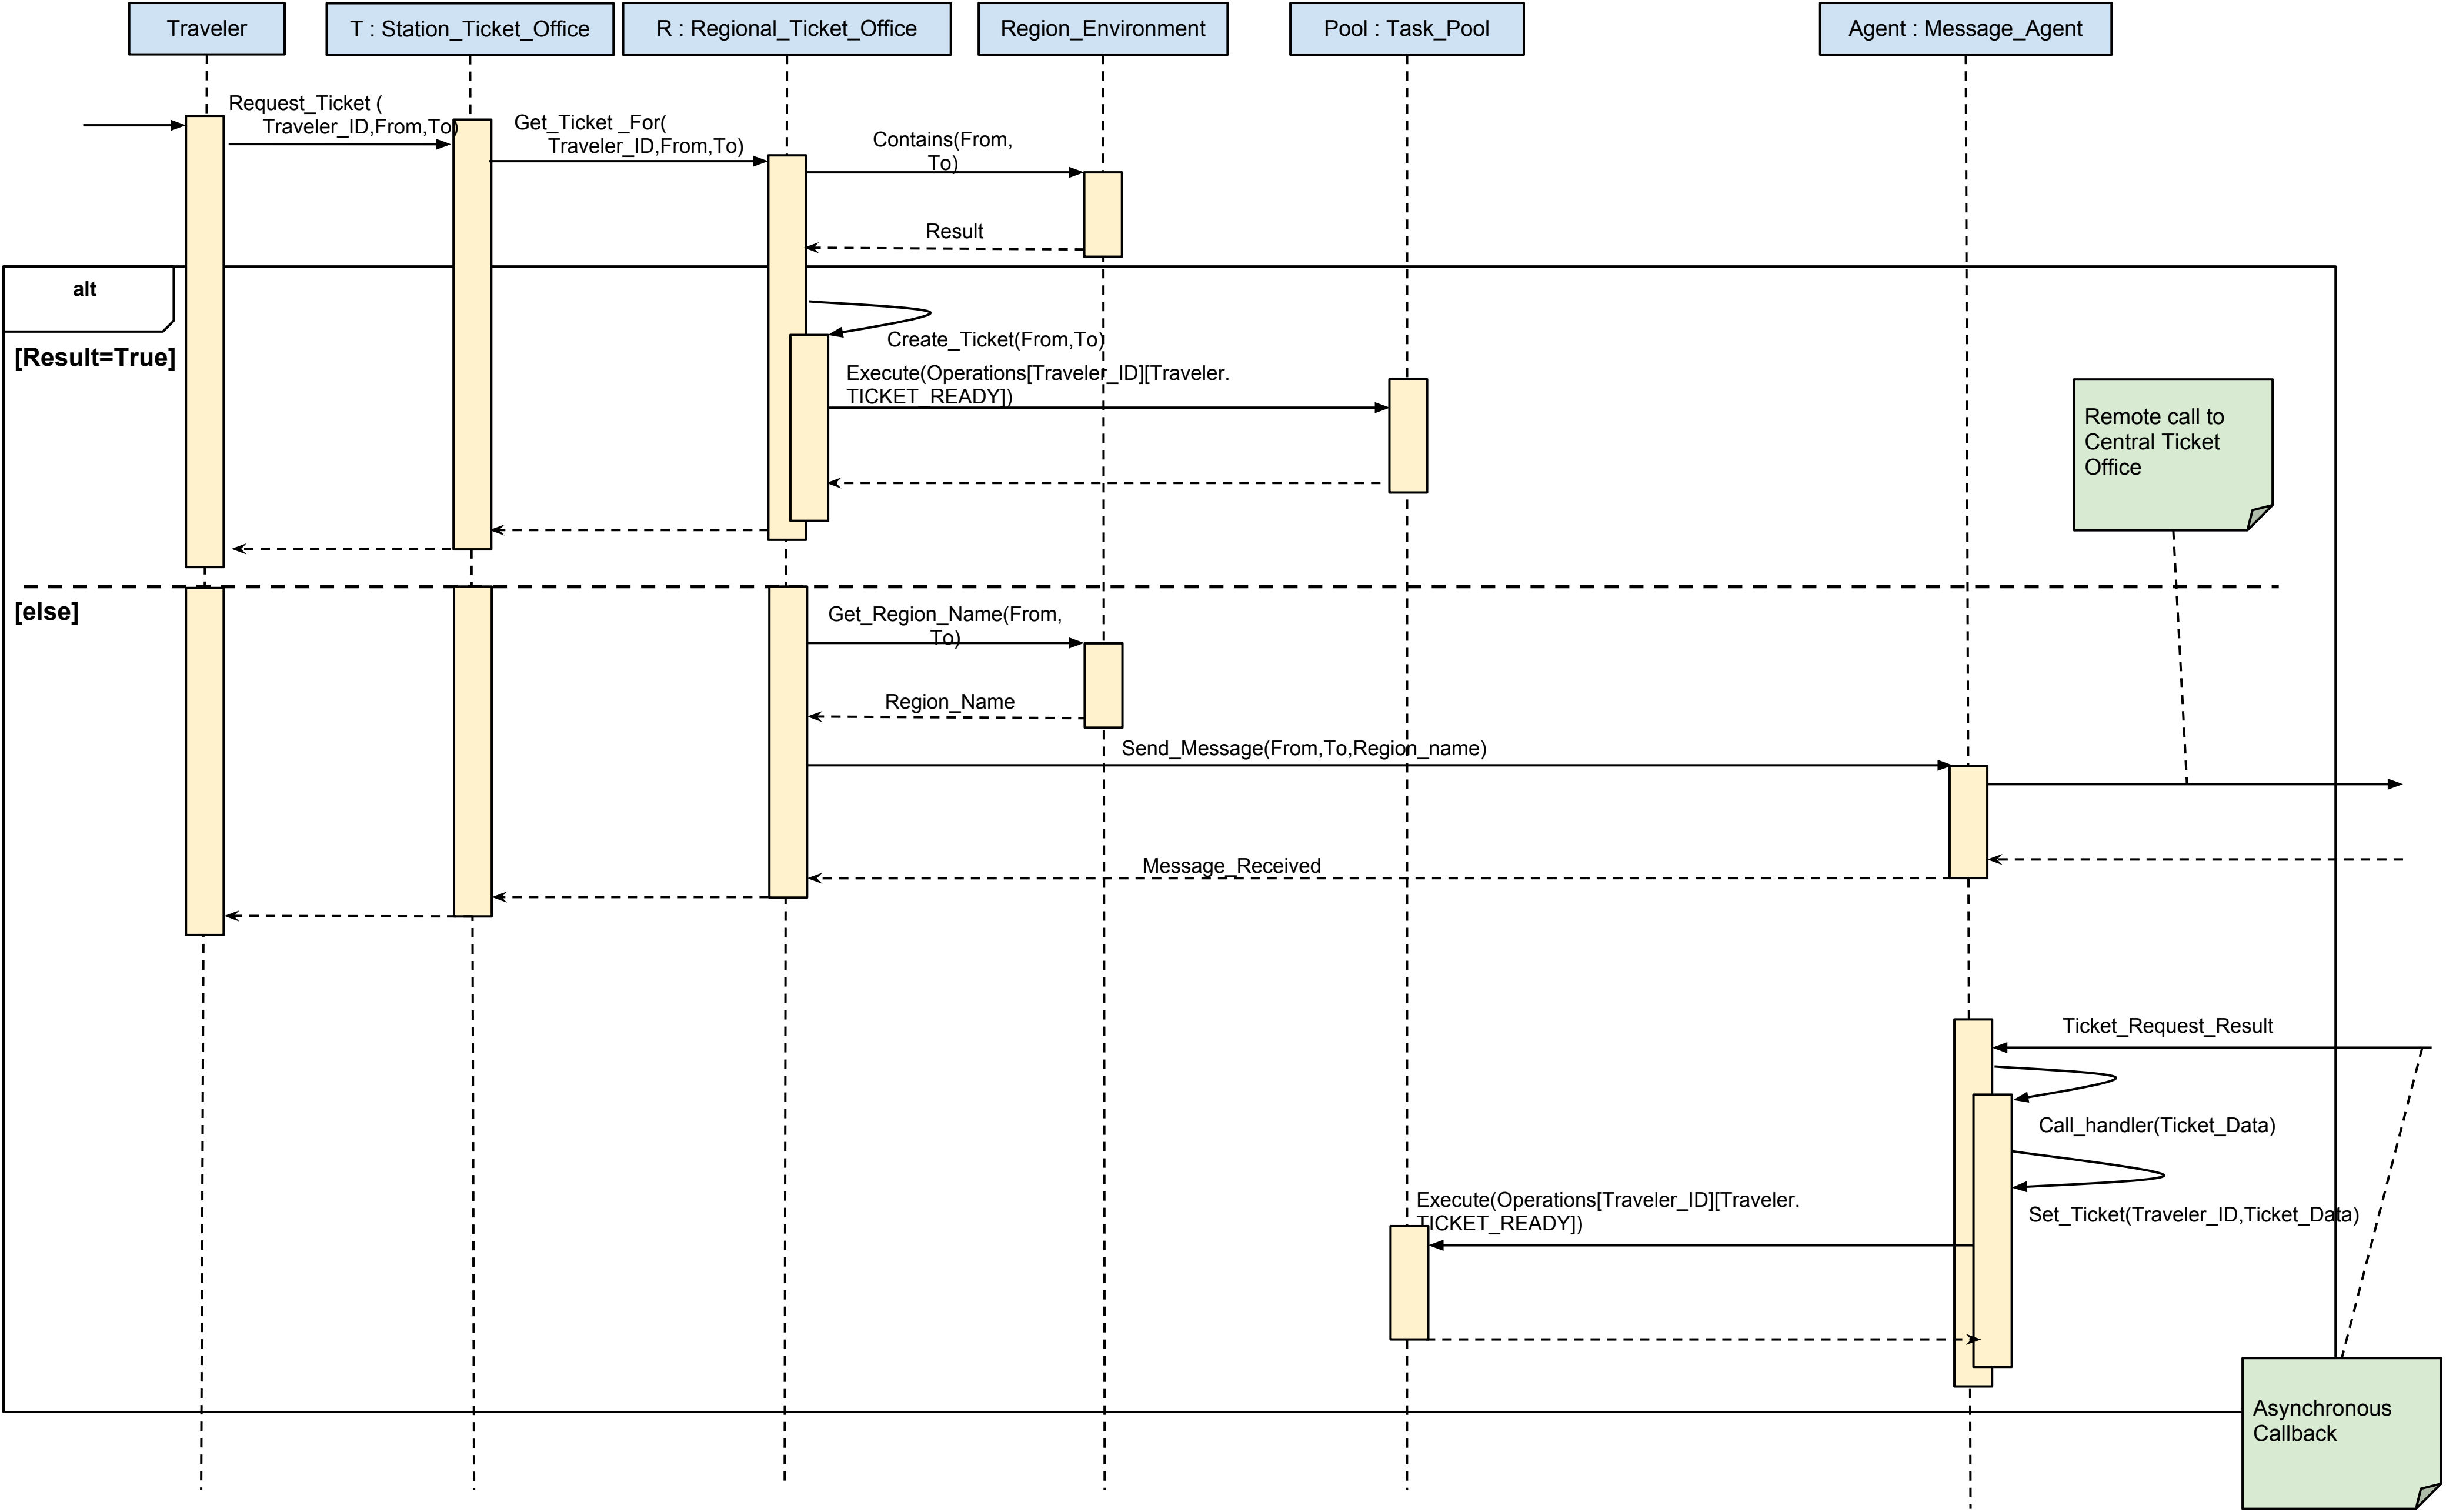 Traveler
T : Station_Ticket_Office
R : Regional_Ticket_Office
Region_Environment
Pool : Task_Pool
Agent : Message_Agent
Request_Ticket (
Traveler_ID,From,To)
Get_Ticket _For(
Traveler_ID,From,To)
Contains(From,
To)
Result
alt
[Result=True]
Create_Ticket(From,To)
Execute(Operations[Traveler_ID][Traveler.
TICKET_READY])
Remote call to
Central Ticket
Office
[else]
Get_Region_Name(From,
To)
Region_Name
Send_Message(From,To,Region_name)
Message_Received
Ticket_Request_Result
Call_handler(Ticket_Data)
Execute(Operations[Traveler_ID][Traveler.
TICKET_READY])
Set_Ticket(Traveler_ID,Ticket_Data)
Asynchronous
Callback